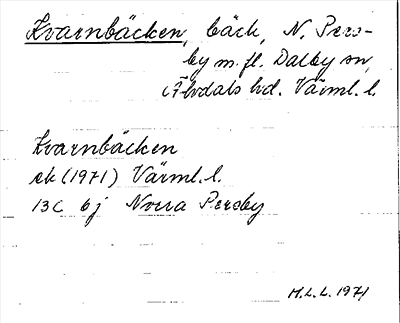 Kvarnbäcken, bäck, N. Pers-
by m. fl. Dalby sn,
Älvdals hd. Värml. l.
Kvarnbäcken
ek (1971) Värml. l.
13C 6j Norra Persby
H.L.L. 1971